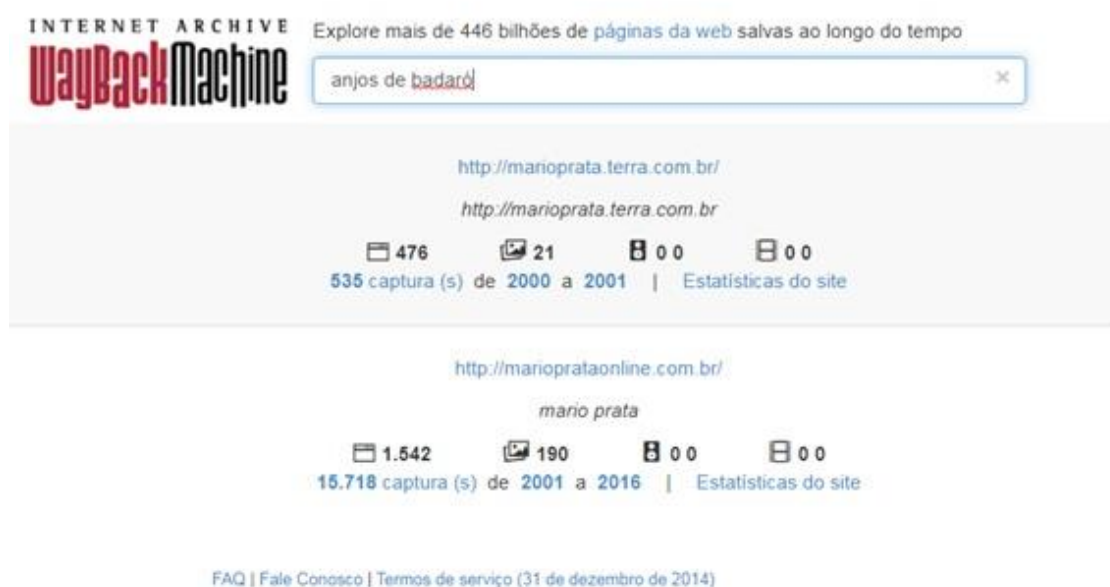 INTERNET ARCHIVE
WayBackMachine
Explore mais de 446 bilhões de páginas da web salvas ao longo do tempo
anjos de badaró
http://marioprata.terra.com.br/
http://marioprata.terra.com.br
476 21 0 0 0 0
535 captura (s) de 2000 a 2001 | Estatísticas do site
http://marioprataonline.com.br/
mario prata
1.542 190 0 0 0 0
15.718 captura (s) de 2001 a 2016 | Estatísticas do site
FAQ | Fale Conosco | Termos de serviço (31 de dezembro de 2014)